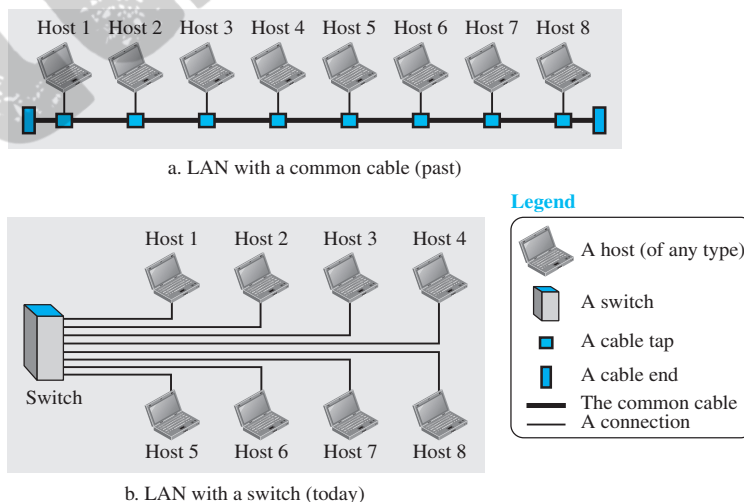 Host 1 Host 2 Host 3 Host 4 Host 5 Host 6 Host 7 Host 8
a. LAN with a common cable (past)
Legend
Host 1 Host 2 Host 3 Host 4
A host (of any type)
A switch
A cable tap
A cable end
Switch
The common cable
A connection
Host 5 Host 6 Host 7 Host 8
b. LAN with a switch (today)